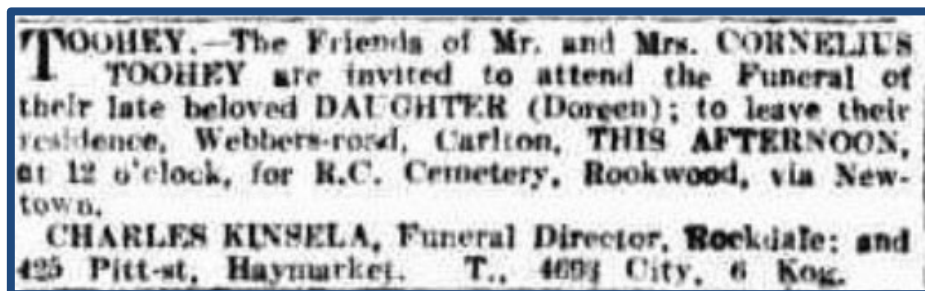 TOOHEY.—The Friends of Mr. and Mrs. CORNELIUS
TOOHEY are invited to attend the Funeral of
their late beloved DAUGHTER (Doreen); to leave their
residence, Webbers-road, Carlton, THIS AFTERNOON,
at 12 o'clock, for R.C. Cemetery, Rookwood, via New-
town.
CHARLES KINSELA, Funeral Director, Rockdale; and
425 Pitt-st, Haymarket. T., City, 6 Kog.